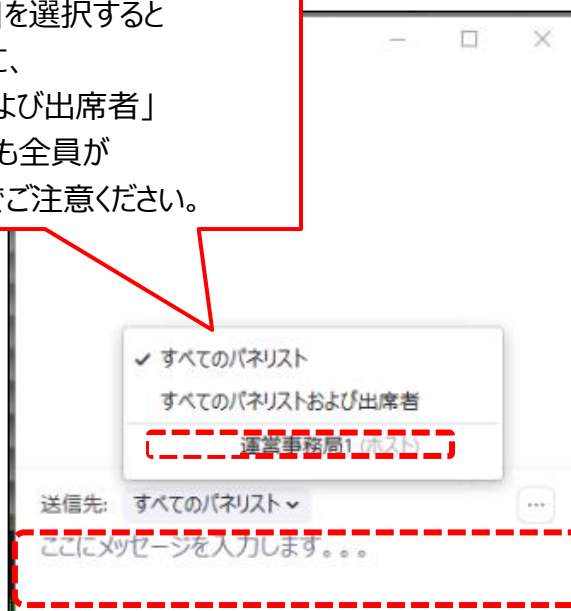 を選択すると
に、
よび出席者」
も全員が
でご注意ください。
✓ すべてのパネリスト
すべてのパネリストおよび出席者
運営事務局1 (ホスト)
送信先: すべてのパネリスト
ここにメッセージを入力します。。。